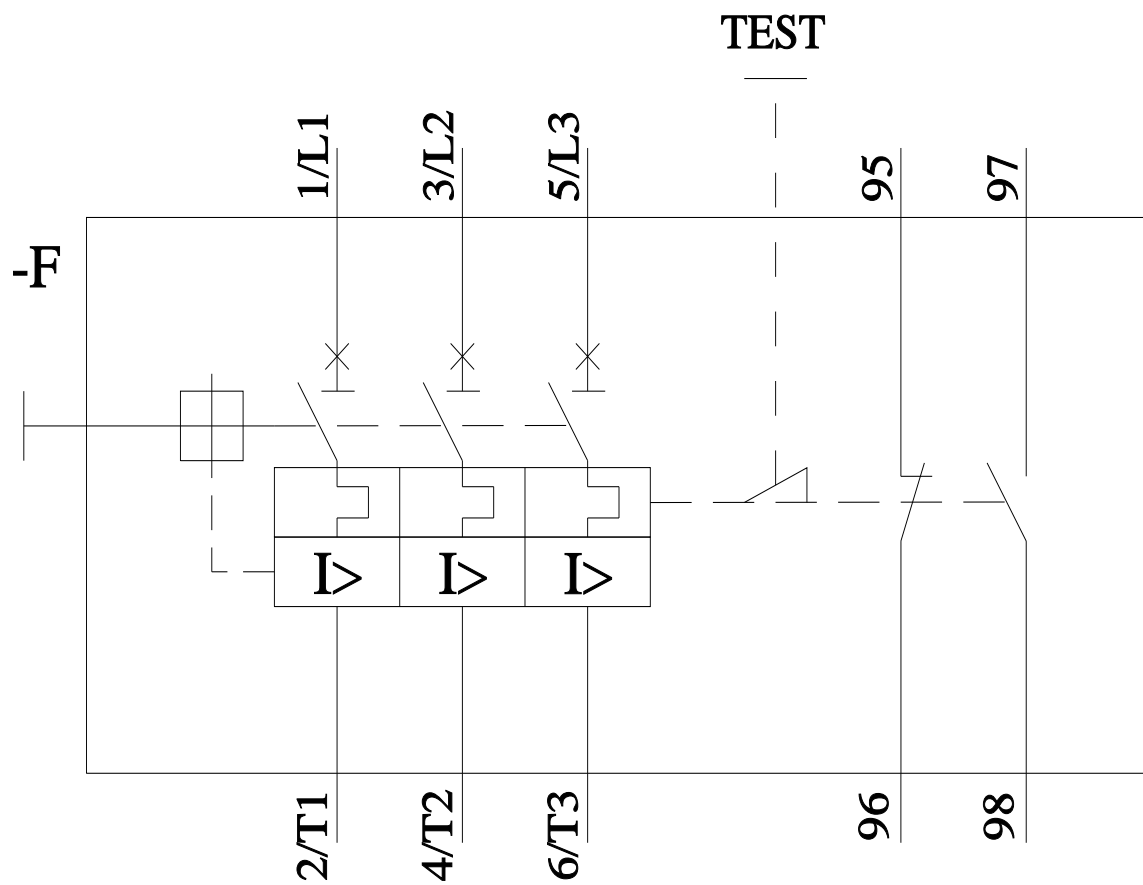 TEST
1/L1
3/L2
5/L3
95
97
-F
I>
I>
I>
2/T1
4/T2
6/T3
96
98